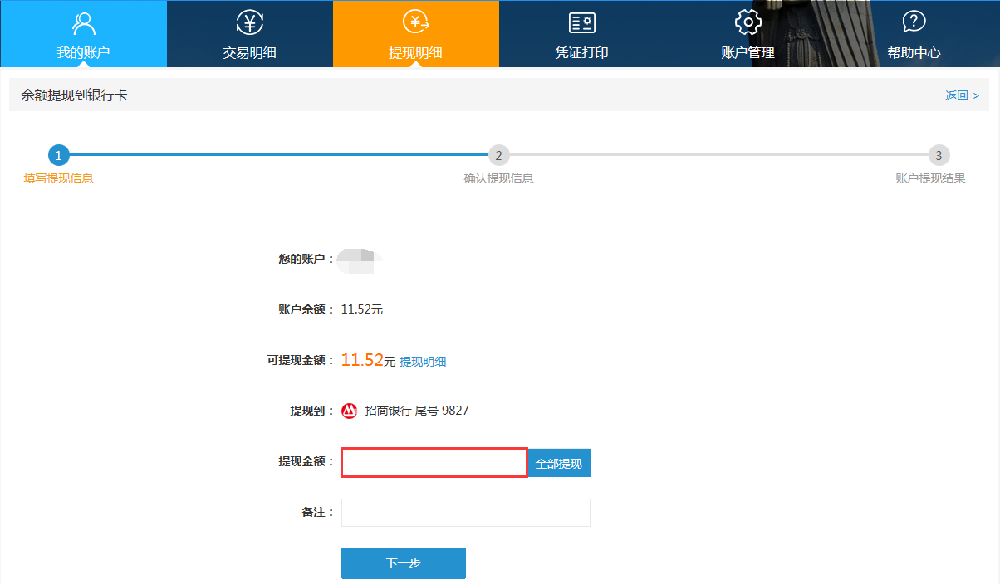 我的账户 交易明细 提现明细 凭证打印 账户管理 帮助中心
余额提现到银行卡 返回 >
1 2 3
填写提现信息 确认提现信息 账户提现结果
您的账户：
账户余额： 11.52元
可提现金额： 11.52元 提现明细
提现到： 招商银行 尾号 9827
提现金额： 全部提现
备注：
下一步